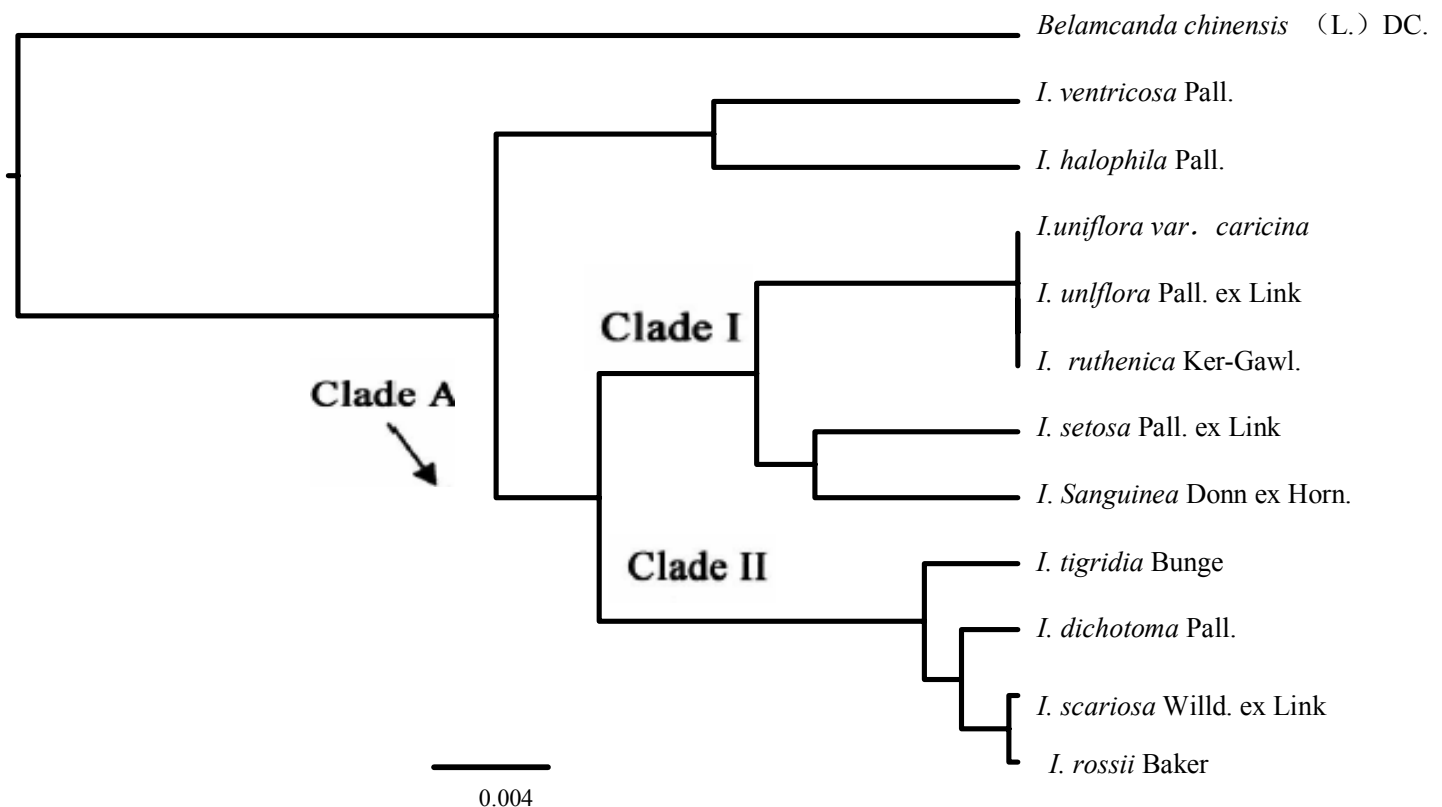 Belamcanda chinensis （L.）DC.
I. ventricosa Pall.
I. halophila Pall.
I.uniflora var．caricina
I. unlflora Pall. ex Link
Clade I
I. ruthenica Ker-Gawl.
Clade A
I. setosa Pall. ex Link
I. Sanguinea Donn ex Horn.
Clade II
I. tigridia Bunge
I. dichotoma Pall.
I. scariosa Willd. ex Link
I. rossii Baker
0.004